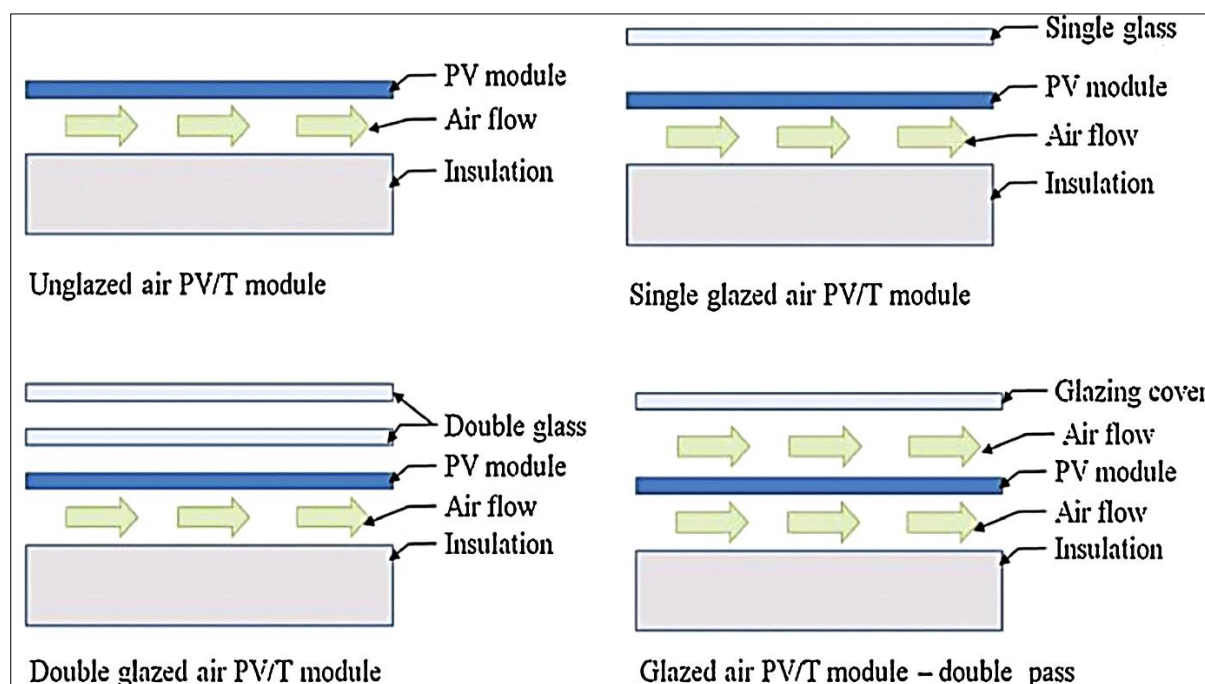 PV module
Air flow
Insulation
Unglazed air PV/T module
Single glass
PV module
Air flow
Insulation
Single glazed air PV/T module
Double glass
PV module
Air flow
Insulation
Double glazed air PV/T module
Glazing cover
Air flow
PV module
Air flow
Insulation
Glazed air PV/T module – double pass